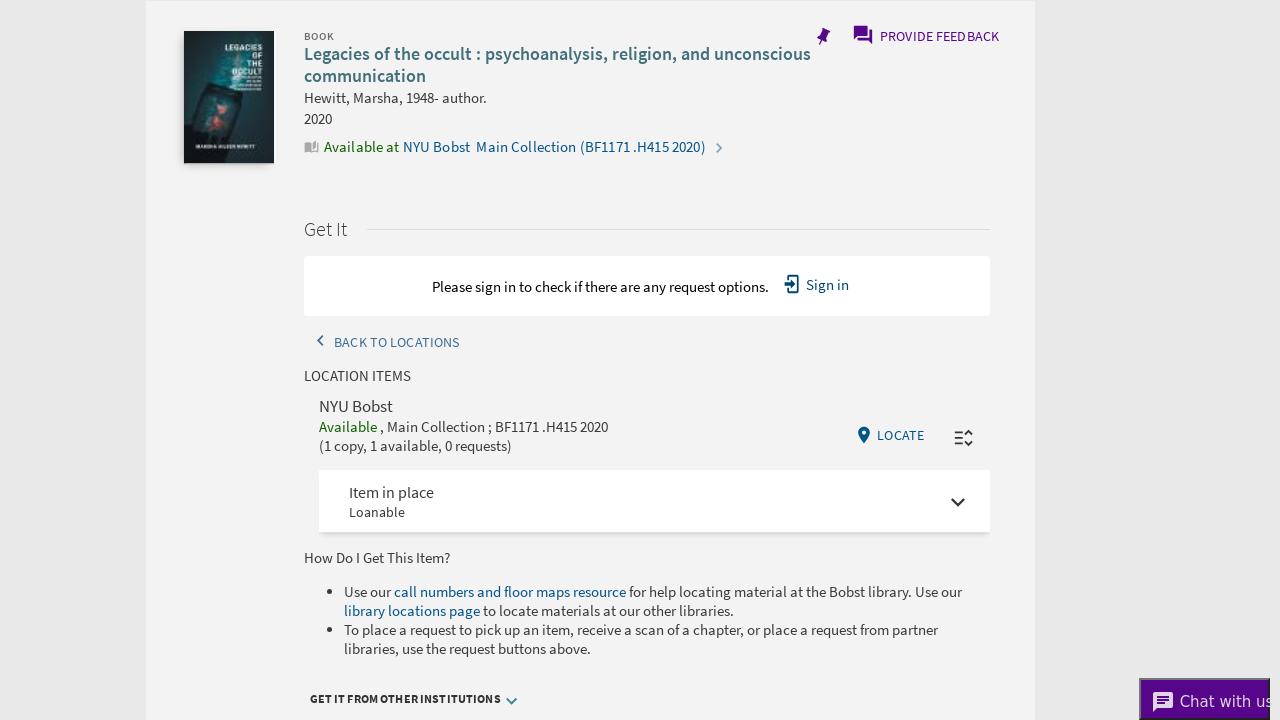 LEGACIES
OF
THE
OCCULT
MARSHA AILEEN HEWITT
BOOK
Legacies of the occult : psychoanalysis, religion, and unconscious
communication
Hewitt, Marsha, 1948- author.
2020
Available at NYU Bobst Main Collection (BF1171 .H415 2020)
PROVIDE FEEDBACK
Get It
Please sign in to check if there are any request options.
Sign in
BACK TO LOCATIONS
LOCATION ITEMS
NYU Bobst
Available , Main Collection ; BF1171 .H415 2020
(1 copy, 1 available, 0 requests)
LOCATE
Item in place
Loanable
How Do I Get This Item?
• Use our call numbers and floor maps resource for help locating material at the Bobst library. Use our
library locations page to locate materials at our other libraries.
• To place a request to pick up an item, receive a scan of a chapter, or place a request from partner
libraries, use the request buttons above.
GET IT FROM OTHER INSTITUTIONS
Chat with us